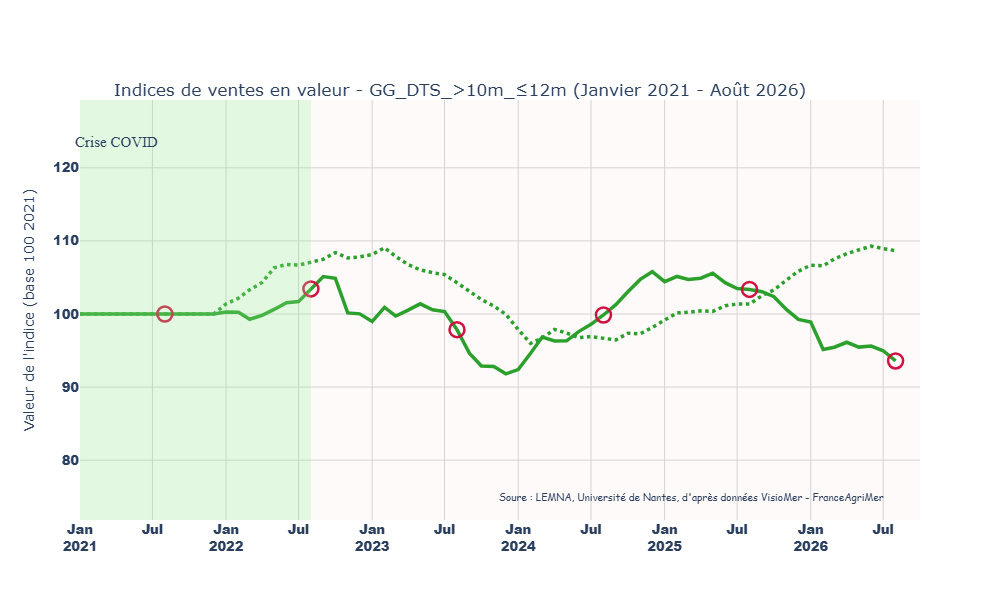 Indices de ventes en valeur - GG_DTS_>10m_≤12m (Janvier 2021 - Août 2026)
Crise COVID
Valeur de l'indice (base 100 2021)
120
110
100
90
80
Soure : LEMNA, Université de Nantes, d'après données VisioMer - FranceAgriMer
Jan Jul Jan Jul Jan Jul Jan Jul Jan Jul Jan Jul
2021 2022 2023 2024 2025 2026